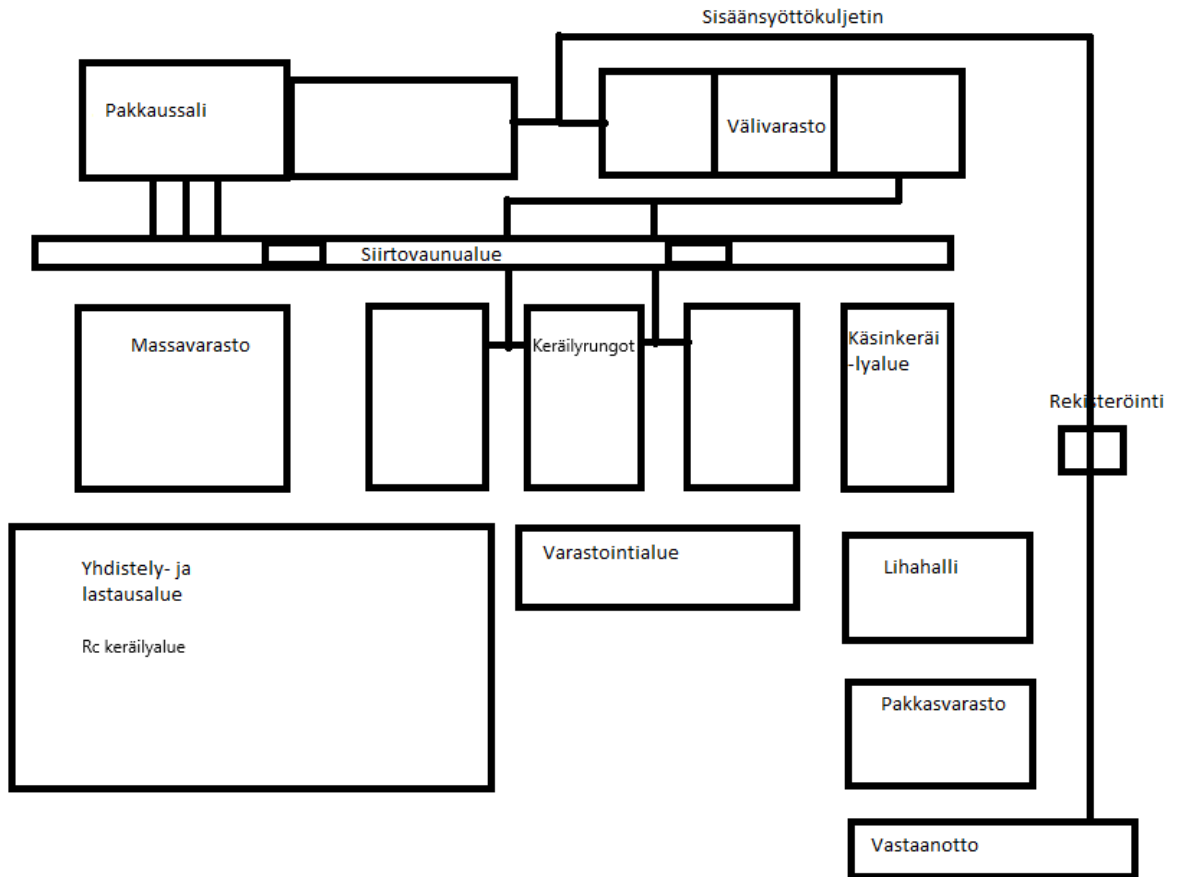 Sisäänsyöttökuljetin
Pakkaussali
Välivarasto
Siirtovaunualue
Massavarasto
Keräilyrungot
Käsinkeräi
-lyalue
Rekisteröinti
Yhdistely- ja
lastausalue
Rc keräilyalue
Varastointialue
Lihahalli
Pakkasvarasto
Vastaanotto